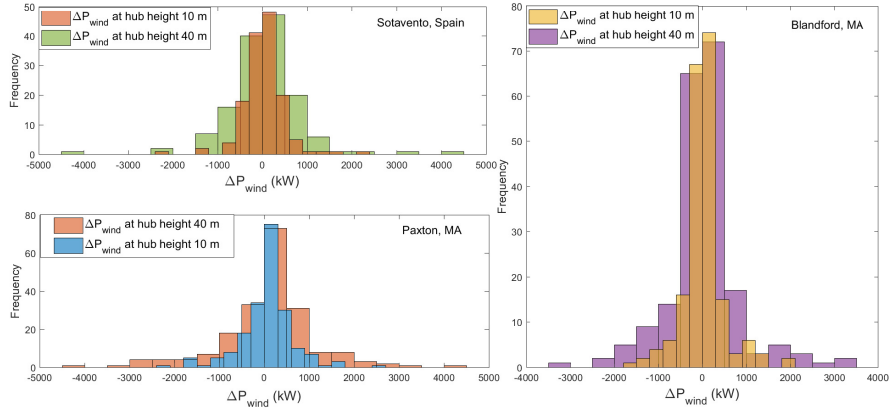 ΔPwind at hub height 10 m
ΔPwind at hub height 40 m
Sotavento, Spain
Frequency
50
40
30
20
10
0
-5000 -4000 -3000 -2000 -1000 0 1000 2000 3000 4000 5000
ΔPwind (kW)
ΔPwind at hub height 40 m
ΔPwind at hub height 10 m
Paxton, MA
Frequency
80
60
40
20
0
-5000 -4000 -3000 -2000 -1000 0 1000 2000 3000 4000 5000
ΔPwind (kW)
ΔPwind at hub height 10 m
ΔPwind at hub height 40 m
Blandford, MA
Frequency
80
70
60
50
40
30
20
10
0
-4000 -3000 -2000 -1000 0 1000 2000 3000 4000
ΔPwind (kW)